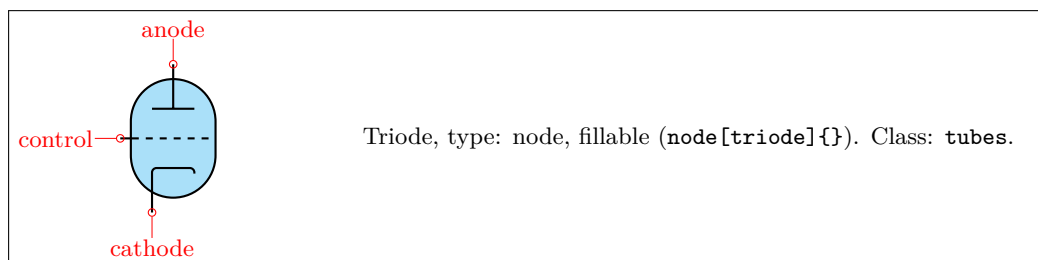 anode
control
Triode, type: node, fillable (node[triode]{}). Class: tubes.
cathode